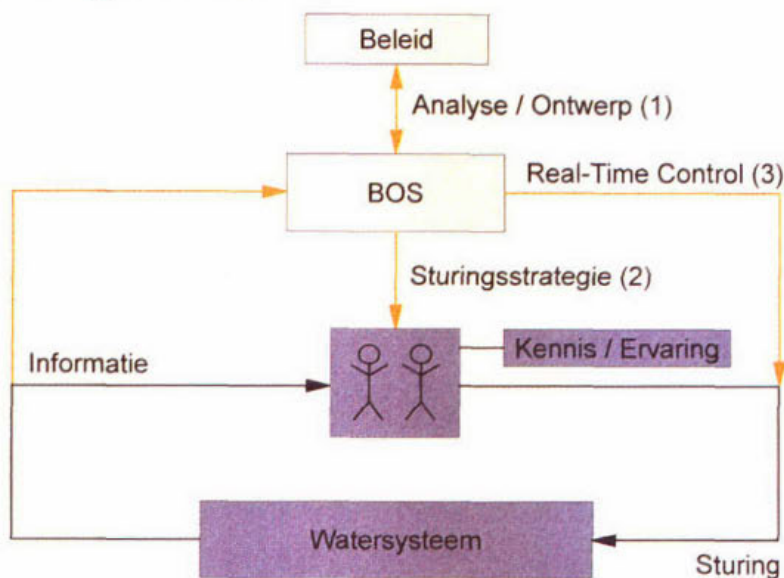 Beleid
Analyse / Ontwerp (1)
BOS
Real-Time Control (3)
Sturingsstrategie (2)
Kennis / Ervaring
Informatie
Watersysteem
Sturing